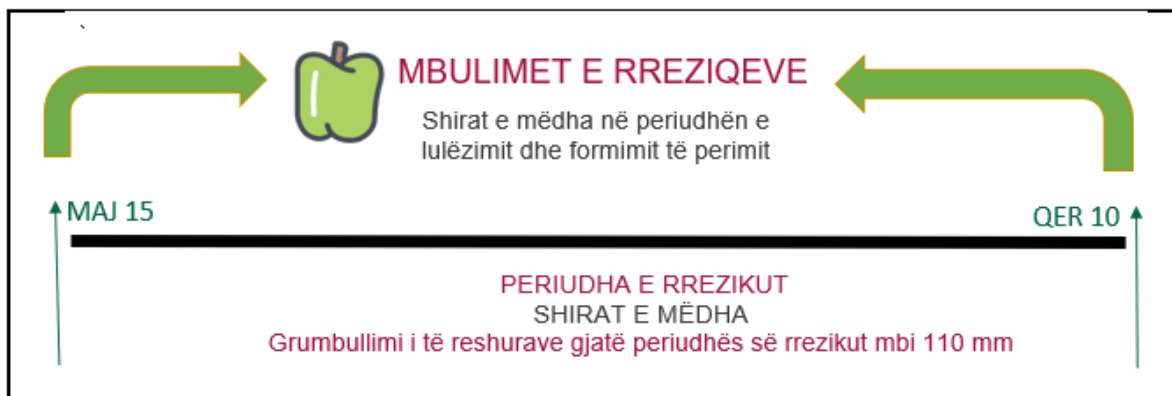 MBULIMET E RREZIQEVE
Shirat e mëdha në periudhën e
lulëzimit dhe formimit të perimit
MAJ 15
QER 10
PERIUDHA E RREZIKUT
SHIRAT E MËDHA
Grumbullimi i të reshurave gjatë periudhës së rrezikut mbi 110 mm